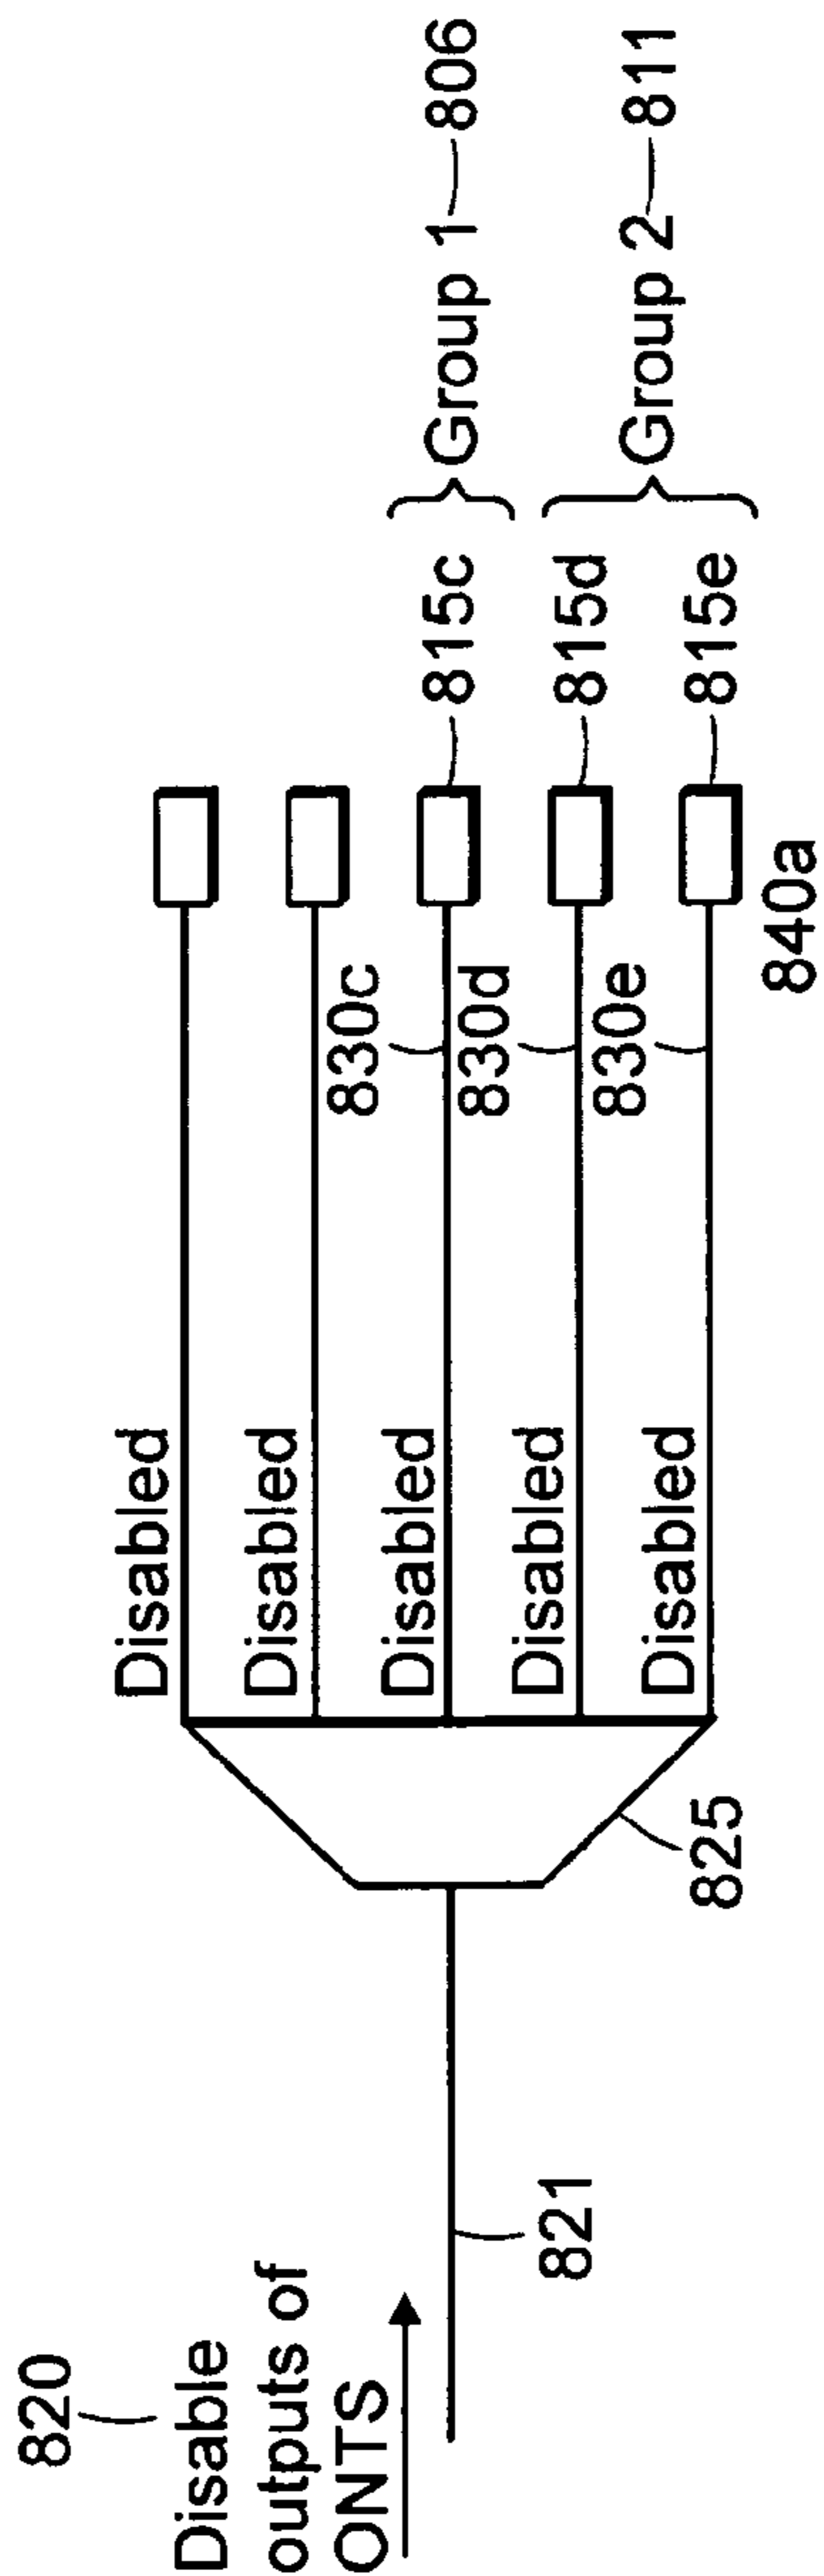 820
Disable
outputs of
ONTS
821
825
Disabled
Disabled
Disabled
Disabled
Disabled
830c
830d
830e
815c
815d
815e
840a
Group 1
806
Group 2
811